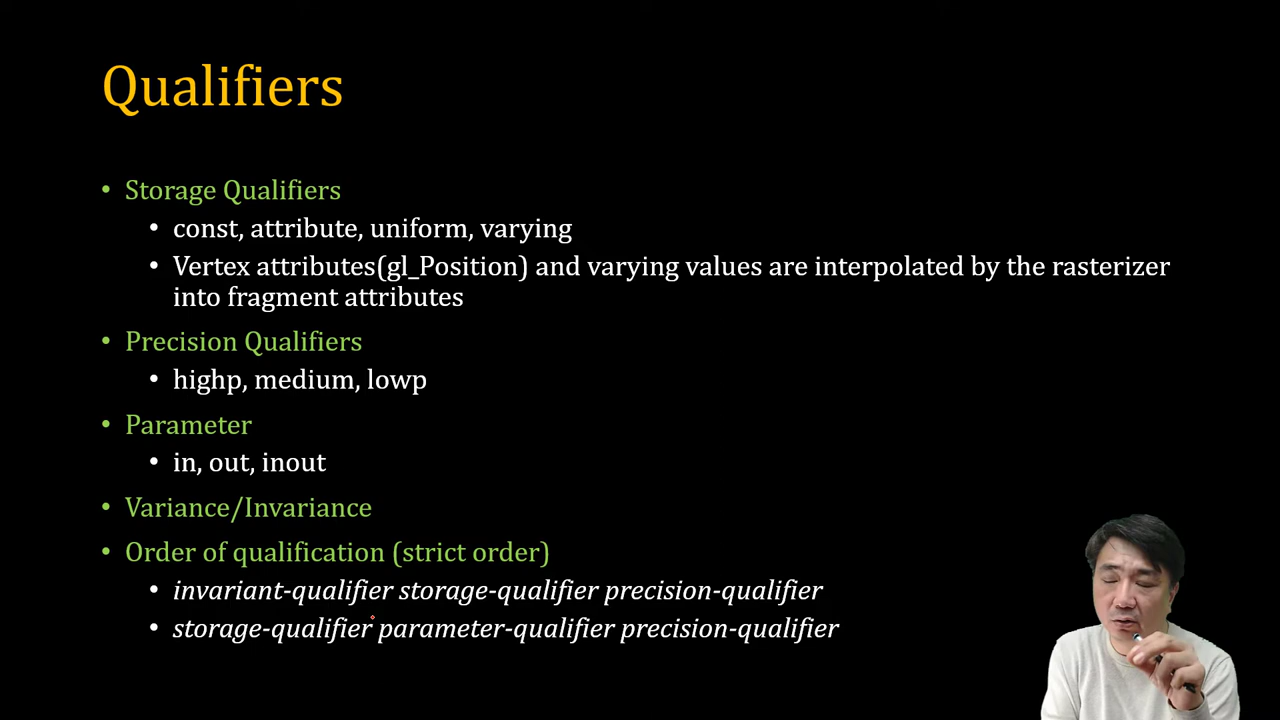 Qualifiers
• Storage Qualifiers
• const, attribute, uniform, varying
• Vertex attributes(gl_Position) and varying values are interpolated by the rasterizer
into fragment attributes
• Precision Qualifiers
• highp, medium, lowp
• Parameter
• in, out, inout
• Variance/Invariance
• Order of qualification (strict order)
• invariant-qualifier storage-qualifier precision-qualifier
• storage-qualifier parameter-qualifier precision-qualifier